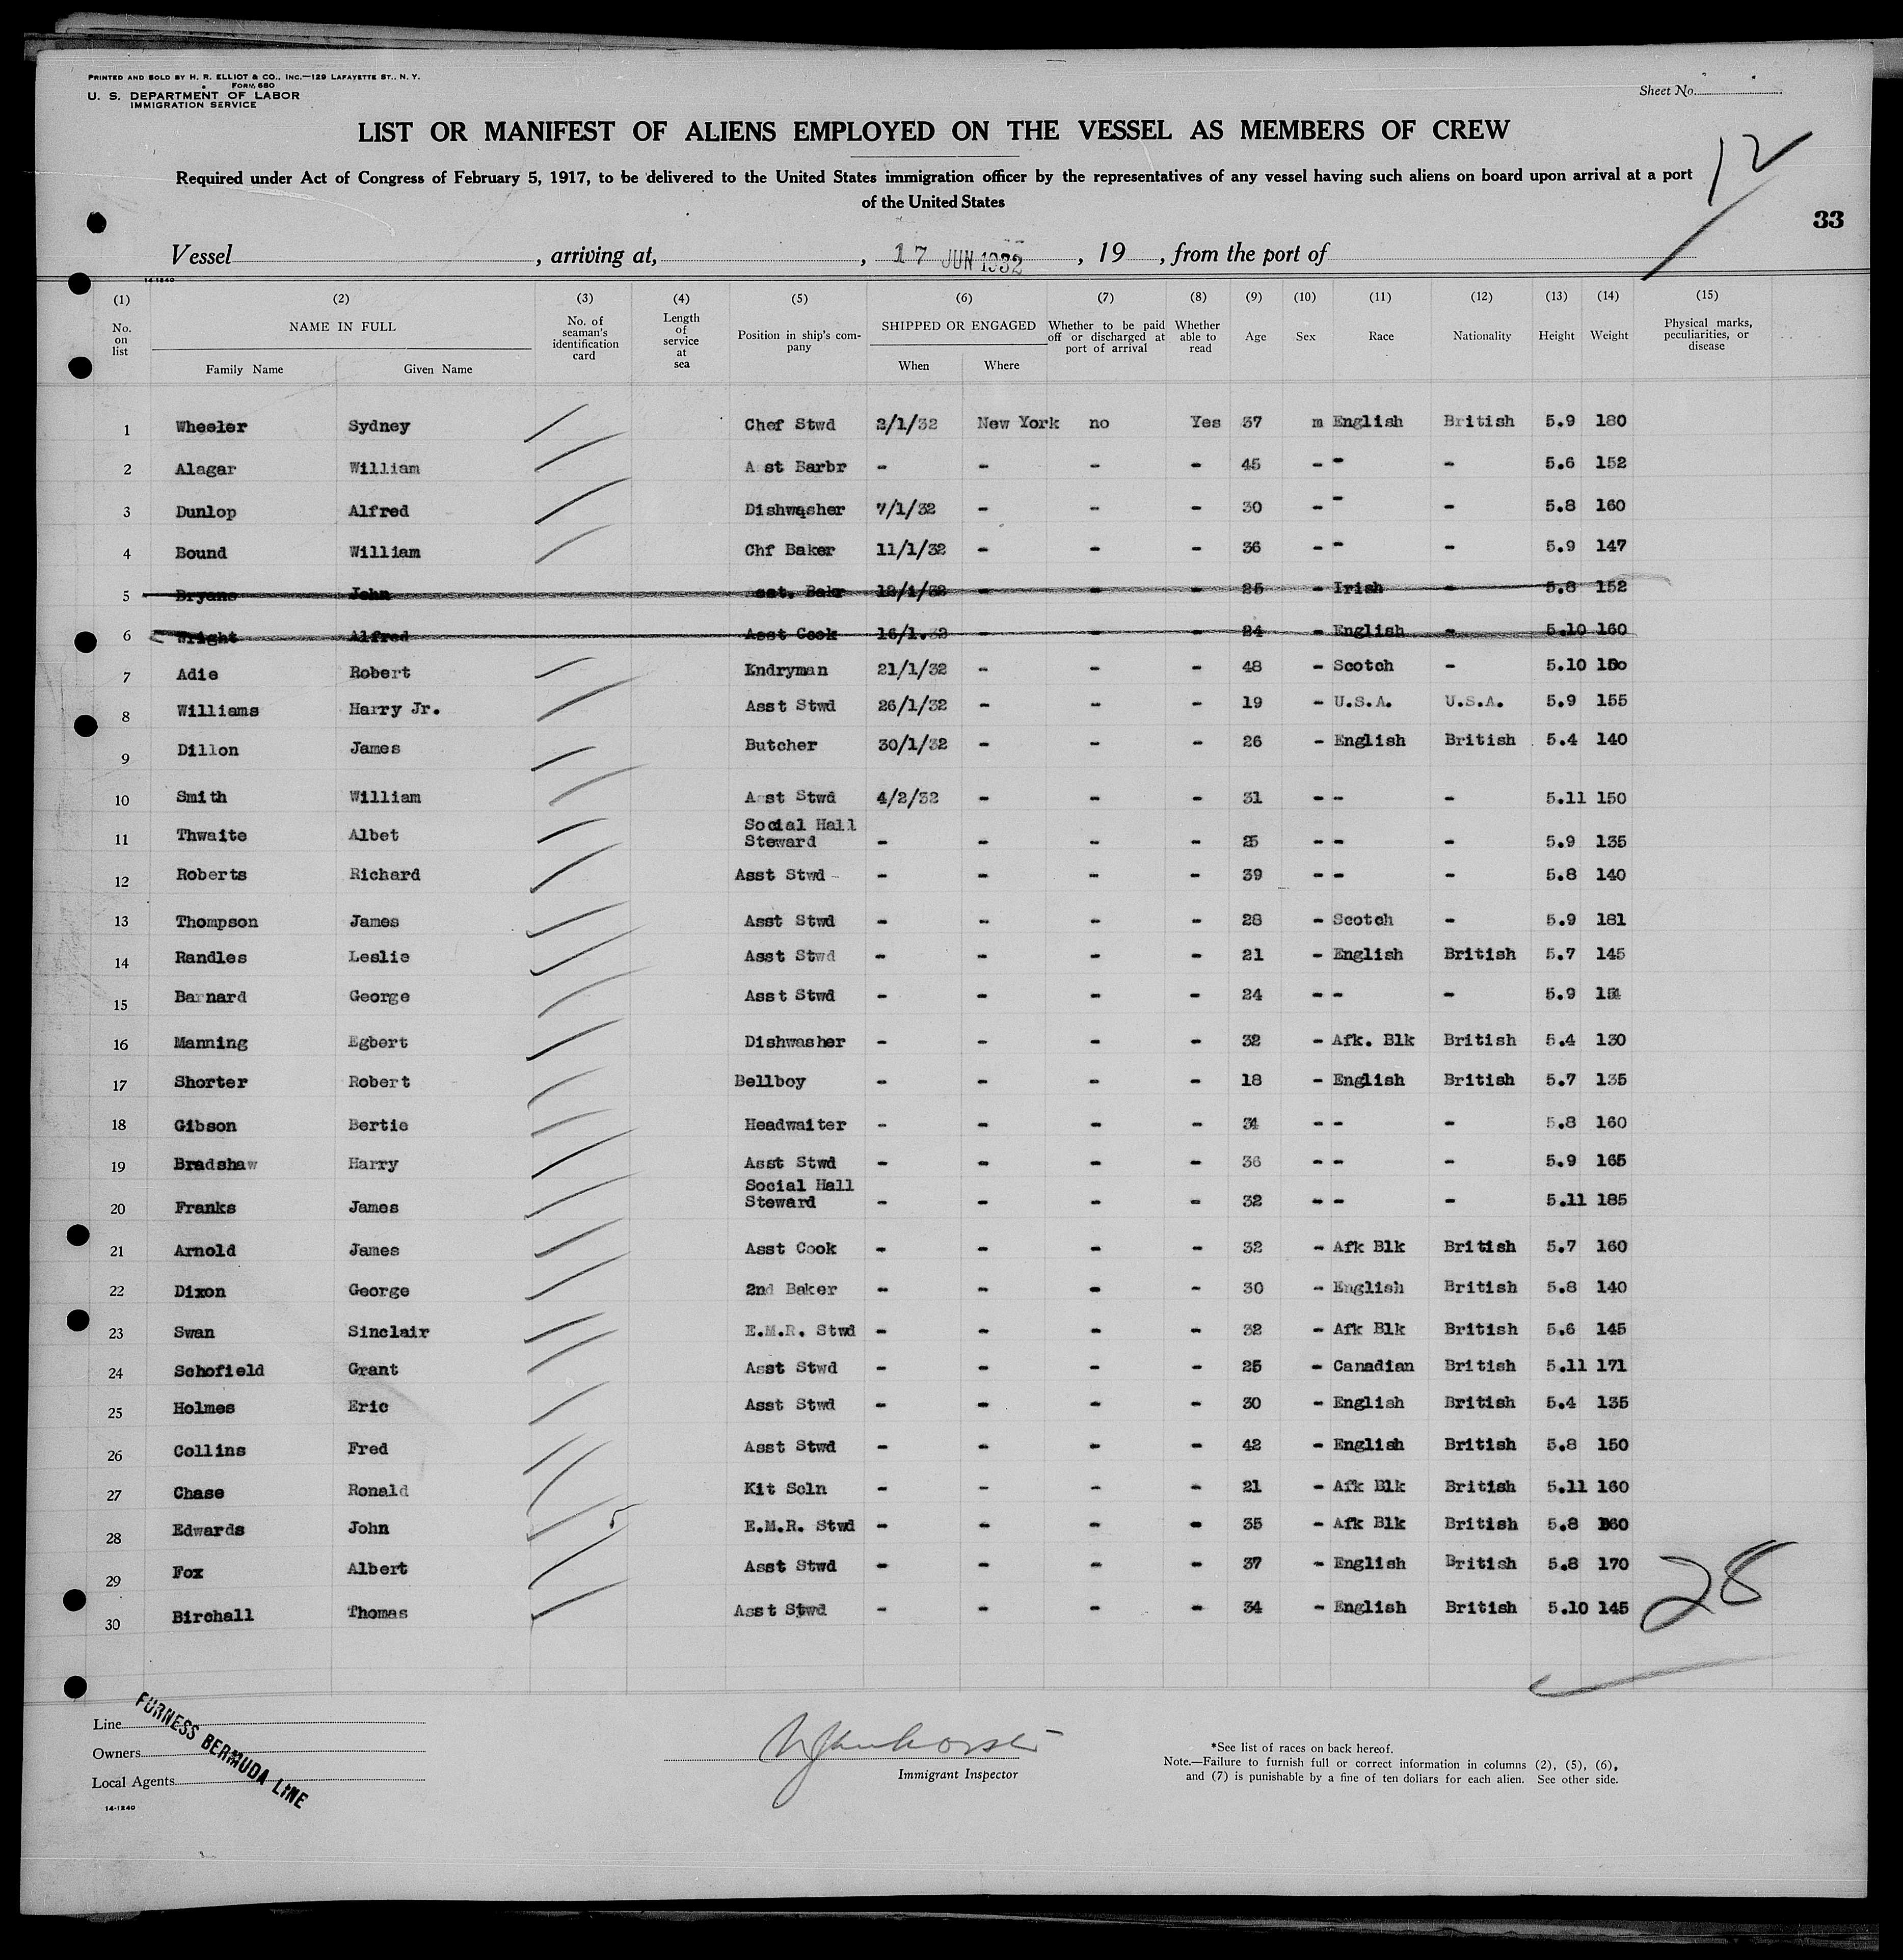 PRINTED AND SOLD BY H. R. ELLIOT & CO., INC.—129 LAFAYETTE ST., N. Y.
FORM 680
U. S. DEPARTMENT OF LABOR
IMMIGRATION SERVICE
Sheet No.
LIST OR MANIFEST OF ALIENS EMPLOYED ON THE VESSEL AS MEMBERS OF CREW
12
Required under Act of Congress of February 5, 1917, to be delivered to the United States immigration officer by the representatives of any vessel having such aliens on board upon arrival at a port
of the United States
33
Vessel , arriving at, , 17 JUN 1932 , 19 , from the port of
14-1240
(1) (2) (3) (4) (5) (6) (7) (8) (9) (10) (11) (12) (13) (14) (15)
No. on list NAME IN FULL Family Name Given Name No. of seaman's identification card Length of service at sea Position in ship's company SHIPPED OR ENGAGED When Where Whether to be paid off or discharged at port of arrival Whether able to read Age Sex Race Nationality Height Weight Physical marks, peculiarities, or disease
1 Wheeler Sydney Chef Stwd 2/1/32 New York no Yes 37 m English British 5.9 180
2 Alagar William A st Barbr - - - - 45 - - - 5.6 152
3 Dunlop Alfred Dishwasher 7/1/32 - - - 30 - - - 5.8 160
4 Bound William Chf Baker 11/1/32 - - - 36 - - - 5.9 147
5 Bryans John sst. Bakr 12/1/32 - - - 25 - Irish - 5.8 152
6 Wright Alfred Asst Cook 16/1.32 - - - 24 - English - 5.10 160
7 Adie Robert Lndryman 21/1/32 - - - 48 - Scotch - 5.10 150
8 Williams Harry Jr. Asst Stwd 26/1/32 - - - 19 - U.S.A. U.S.A. 5.9 155
9 Dillon James Butcher 30/1/32 - - - 26 - English British 5.4 140
10 Smith William Asst Stwd 4/2/32 - - - 31 - - - 5.11 150
11 Thwaite Albet Social Hall Steward - - - - 25 - - - 5.9 135
12 Roberts Richard Asst Stwd - - - - 39 - - - 5.8 140
13 Thompson James Asst Stwd - - - - 28 - Scotch - 5.9 181
14 Randles Leslie Asst Stwd - - - - 21 - English British 5.7 145
15 Barnard George Asst Stwd - - - - 24 - - - 5.9
16 Manning Egbert Dishwasher - - - - 32 - Afk. Blk British 5.4 130
17 Shorter Robert Bellboy - - - - 18 - English British 5.7 135
18 Gibson Bertie Headwaiter - - - - 34 - - - 5.8 160
19 Bradshaw Harry Asst Stwd - - - - 36 - - - 5.9 165
20 Franks James Social Hall Steward - - - - 32 - - - 5.11 185
21 Arnold James Asst Cook - - - - 32 - Afk Blk British 5.7 160
22 Dixon George 2nd Baker - - - - 30 - English British 5.8 140
23 Swan Sinclair E.M.R. Stwd - - - - 32 - Afk Blk British 5.6 145
24 Schofield Grant Asst Stwd - - - - 25 - Canadian British 5.11 171
25 Holmes Eric Asst Stwd - - - - 30 - English British 5.4 135
26 Collins Fred Asst Stwd - - - - 42 - English British 5.8 150
27 Chase Ronald Kit Scln - - - - 21 - Afk Blk British 5.11 160
28 Edwards John E.M.R. Stwd - - - - 35 - Afk Blk British 5.8 160
29 Fox Albert Asst Stwd - - - - 37 - English British 5.8 170
30 Birchall Thomas Asst Stwd - - - - 34 - English British 5.10 145
28
Line
Owners
Local Agents
FURNESS BERMUDA LINE
14-1240
Immigrant Inspector
*See list of races on back hereof.
Note.—Failure to furnish full or correct information in columns (2), (5), (6),
and (7) is punishable by a fine of ten dollars for each alien. See other side.